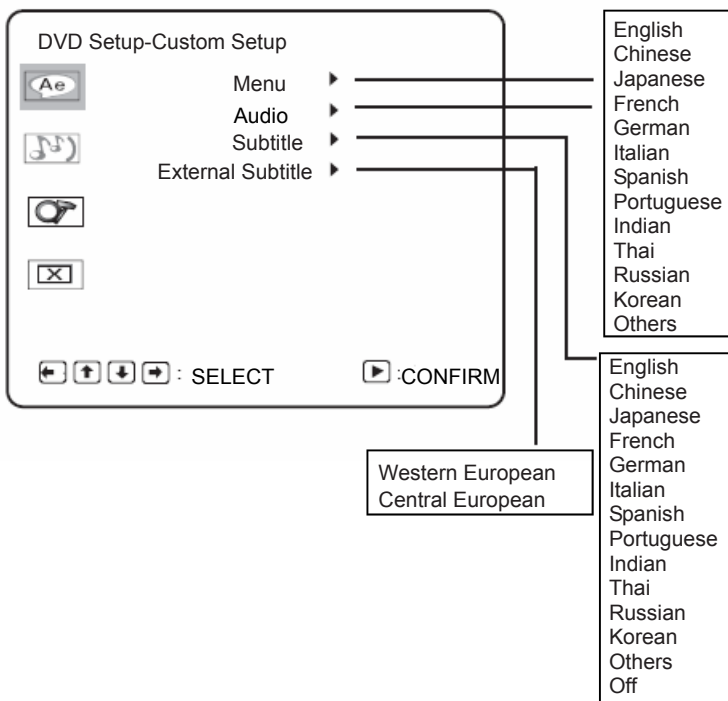 DVD Setup-Custom Setup
Ae
Menu
Audio
Subtitle
External Subtitle
: SELECT
:CONFIRM
English
Chinese
Japanese
French
German
Italian
Spanish
Portuguese
Indian
Thai
Russian
Korean
Others
English
Chinese
Japanese
French
German
Italian
Spanish
Portuguese
Indian
Thai
Russian
Korean
Others
Off
Western European
Central European